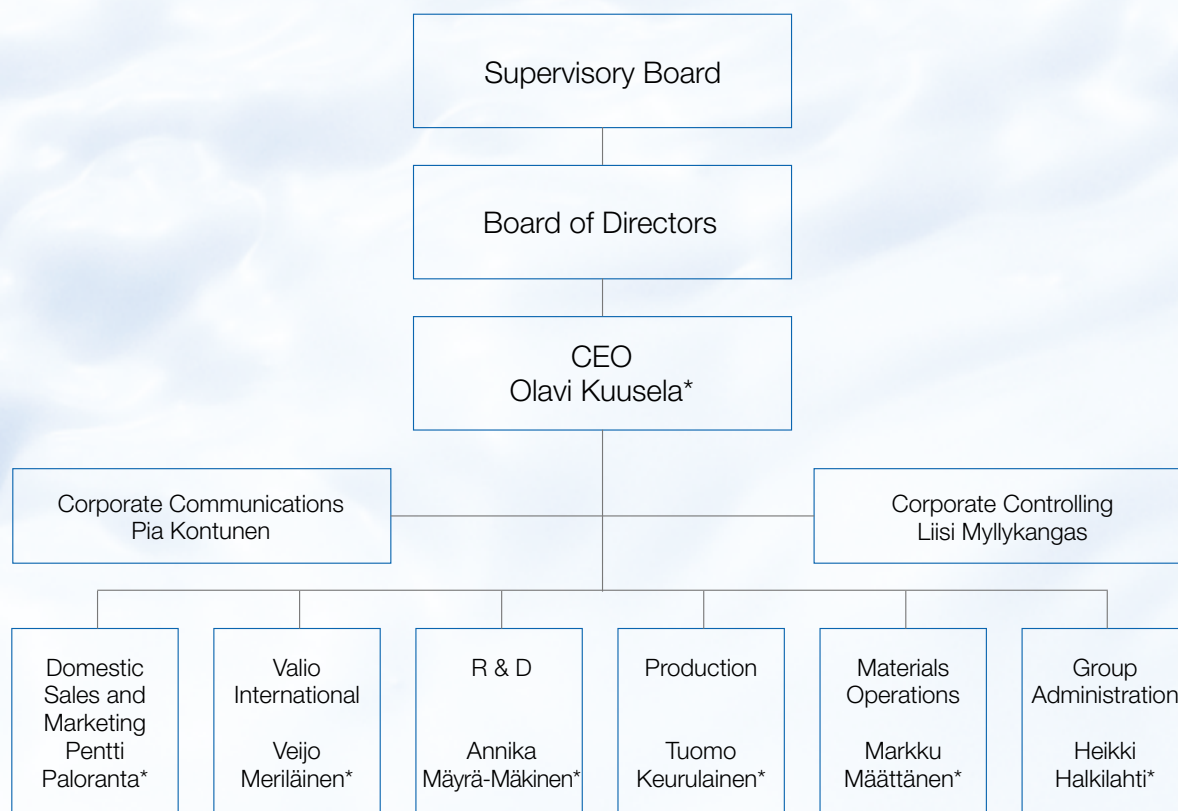 Supervisory Board
Board of Directors
CEO
Olavi Kuusela*
Corporate Communications
Pia Kontunen
Corporate Controlling
Liisi Myllykangas
Domestic
Sales and
Marketing
Pentti
Paloranta*
Valio
International
Veijo
Meriläinen*
R & D
Annika
Mäyrä-Mäkinen*
Production
Tuomo
Keurulainen*
Materials
Operations
Markku
Määttänen*
Group
Administration
Heikki
Halkilahti*